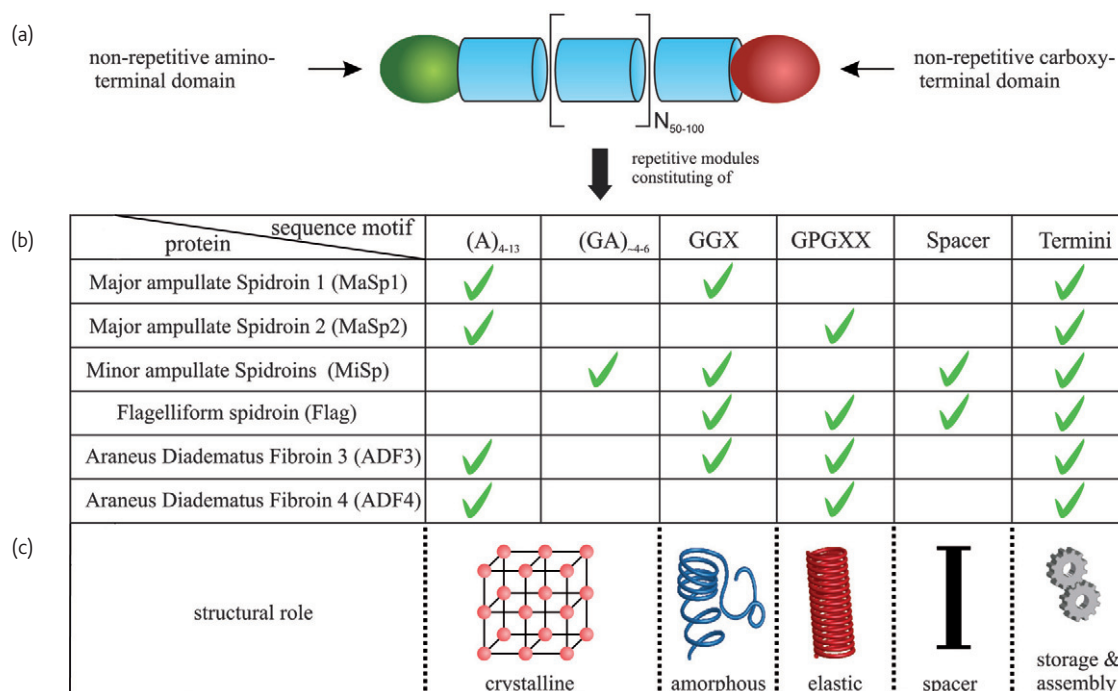 (a)
non-repetitive amino-
terminal domain
non-repetitive carboxy-
terminal domain
N50-100
repetitive modules
constituting of
(b)
sequence motif
protein
(A)4-13
(GA)~4-6
GGX
GPGXX
Spacer
Termini
Major ampullate Spidroin 1 (MaSp1)
Major ampullate Spidroin 2 (MaSp2)
Minor ampullate Spidroins (MiSp)
Flagelliform spidroin (Flag)
Araneus Diadematus Fibroin 3 (ADF3)
Araneus Diadematus Fibroin 4 (ADF4)
(c)
structural role
crystalline
amorphous
elastic
spacer
storage &
assembly